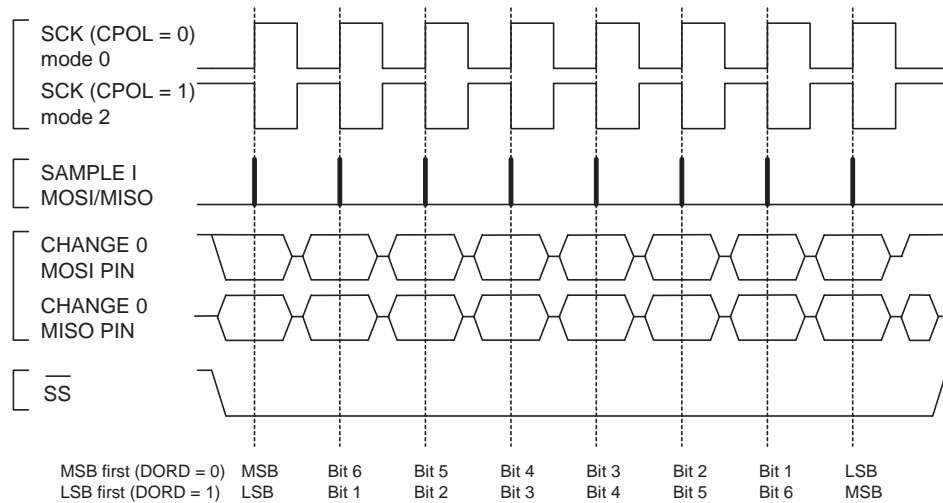 SCK (CPOL = 0)
mode 0
SCK (CPOL = 1)
mode 2
SAMPLE I
MOSI/MISO
CHANGE 0
MOSI PIN
CHANGE 0
MISO PIN
SS
MSB first (DORD = 0) MSB Bit 6 Bit 5 Bit 4 Bit 3 Bit 2 Bit 1 LSB
LSB first (DORD = 1) LSB Bit 1 Bit 2 Bit 3 Bit 4 Bit 5 Bit 6 MSB